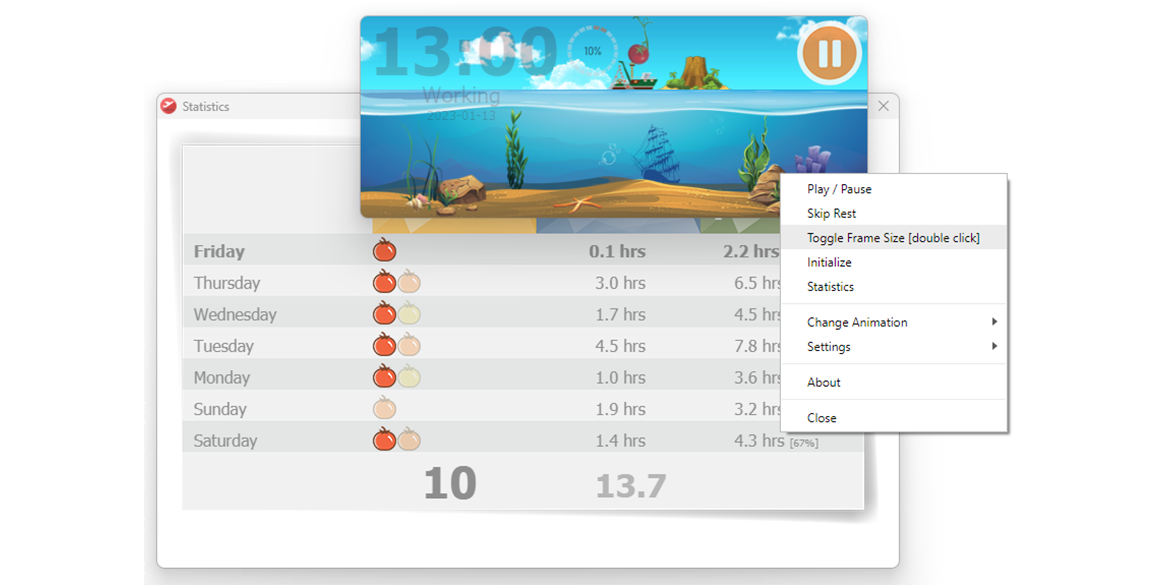 13:00
10%
Working
2023-01-13
Statistics
Play / Pause
Skip Rest
Toggle Frame Size [double click]
Initialize
Statistics
Change Animation
Settings
About
Close
Friday 0.1 hrs 2.2 hrs
Thursday 3.0 hrs 6.5 hrs
Wednesday 1.7 hrs 4.5 hrs
Tuesday 4.5 hrs 7.8 hrs
Monday 1.0 hrs 3.6 hrs
Sunday 1.9 hrs 3.2 hrs
Saturday 1.4 hrs 4.3 hrs [67%]
10 13.7